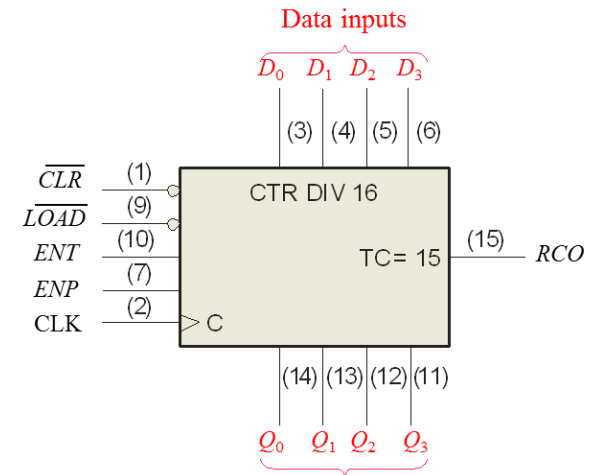 Data inputs
D₀ D₁ D₂ D₃
(3) (4) (5) (6)
CLR (1)
CTR DIV 16
LOAD (9)
ENT (10)
TC= 15 (15) RCO
ENP (7)
CLK (2) C
(14) (13) (12) (11)
Q₀ Q₁ Q₂ Q₃